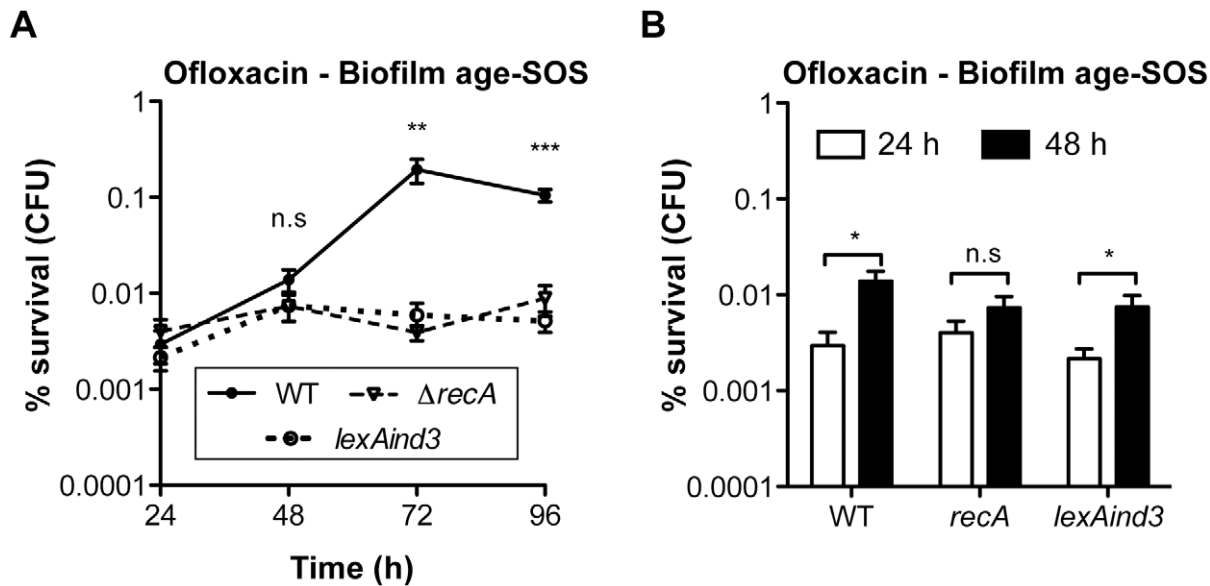 A
Ofloxacin - Biofilm age-SOS
% survival (CFU)
1
0.1
0.01
0.001
0.0001
n.s
**
***
WT
ΔrecA
lexAind3
24
48
72
96
Time (h)
B
Ofloxacin - Biofilm age-SOS
% survival (CFU)
1
0.1
0.01
0.001
0.0001
24 h
48 h
*
n.s
*
WT
recA
lexAind3